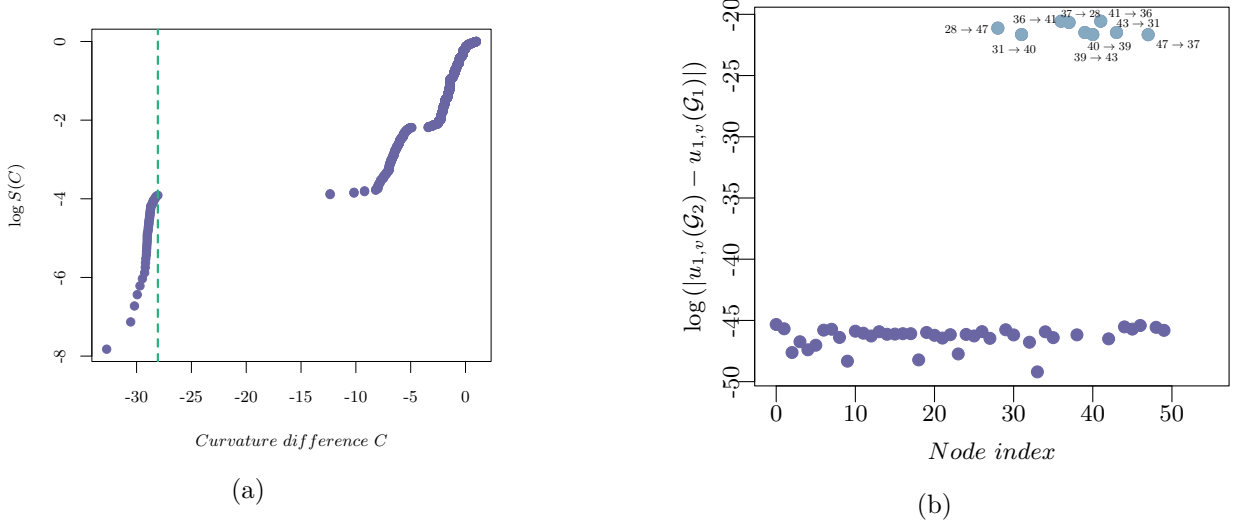 0
-2
-4
-6
-8
log S(C)
-30
-25
-20
-15
-10
-5
0
Curvature difference C
(a)
-20
-25
-30
-35
-40
-45
-50
log (|u₁,ᵥ(𝒢₂) − u₁,ᵥ(𝒢₁)|)
36 → 41
37 → 28
41 → 36
28 → 47
43 → 31
31 → 40
40 → 39
47 → 37
39 → 43
0
10
20
30
40
50
Node index
(b)